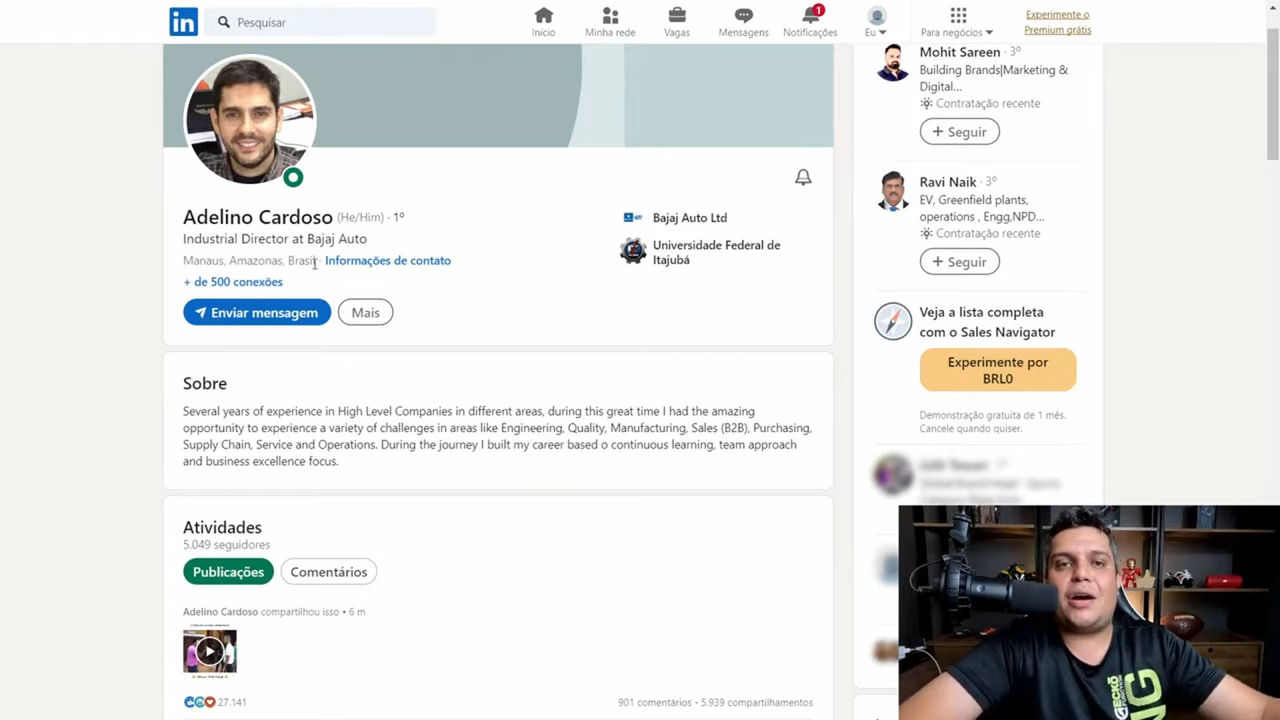 in
Pesquisar
Início
Minha rede
Vagas
Mensagens
1
Notificações
Eu
Para negócios
Experimente o
Premium grátis
Adelino Cardoso (He/Him) · 1º
Industrial Director at Bajaj Auto
Manaus, Amazonas, Brasil · Informações de contato
+ de 500 conexões
Enviar mensagem
Mais
Bajaj Auto Ltd
Universidade Federal de
Itajubá
Sobre
Several years of experience in High Level Companies in different areas, during this great time I had the amazing
opportunity to experience a variety of challenges in areas like Engineering, Quality, Manufacturing, Sales (B2B), Purchasing,
Supply Chain, Service and Operations. During the journey I built my career based o continuous learning, team approach
and business excellence focus.
Atividades
5.049 seguidores
Publicações
Comentários
Adelino Cardoso compartilhou isso • 6 m
27.141
901 comentários • 5.939 compartilhamentos
Mohit Sareen · 3º
Building Brands|Marketing &
Digital...
Contratação recente
+ Seguir
Ravi Naik · 3º
EV, Greenfield plants,
operations , Engg,NPD...
Contratação recente
+ Seguir
Veja a lista completa
com o Sales Navigator
Experimente por
BRL0
Demonstração gratuita de 1 mês.
Cancele quando quiser.